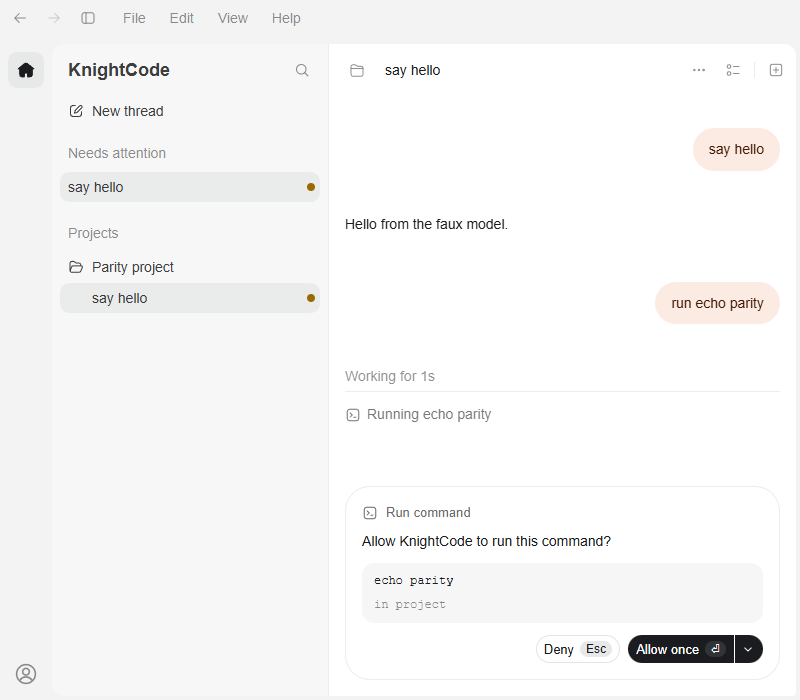 File Edit View Help
KnightCode
New thread
Needs attention
say hello
Projects
Parity project
say hello
say hello
say hello
Hello from the faux model.
run echo parity
Working for 1s
Running echo parity
Run command
Allow KnightCode to run this command?
echo parity
in project
Deny Esc
Allow once ⏎